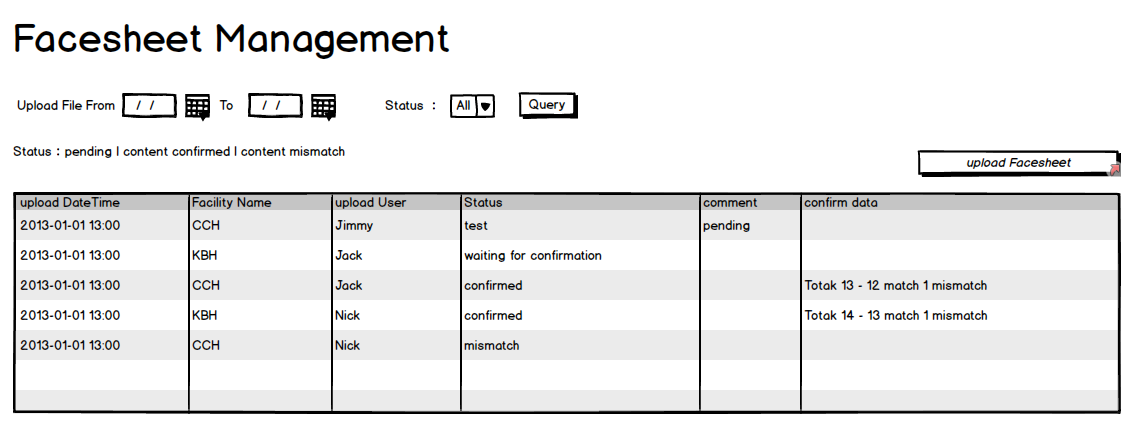 Facesheet Management
Upload File From / / To / / Status : All Query
Status : pending | content confirmed | content mismatch
upload Facesheet
upload DateTime Facility Name upload User Status comment confirm data
2013-01-01 13:00 CCH Jimmy test pending
2013-01-01 13:00 KBH Jack waiting for confirmation
2013-01-01 13:00 CCH Jack confirmed Totak 13 - 12 match 1 mismatch
2013-01-01 13:00 KBH Nick confirmed Totak 14 - 13 match 1 mismatch
2013-01-01 13:00 CCH Nick mismatch